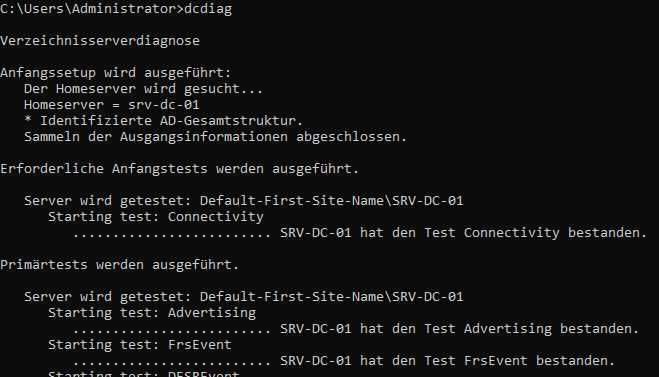 C:\Users\Administrator>dcdiag
Verzeichnisserverdiagnose
Anfangssetup wird ausgeführt:
Der Homeserver wird gesucht...
Homeserver = srv-dc-01
* Identifizierte AD-Gesamtstruktur.
Sammeln der Ausgangsinformationen abgeschlossen.
Erforderliche Anfangstests werden ausgeführt.
Server wird getestet: Default-First-Site-Name\SRV-DC-01
Starting test: Connectivity
......................... SRV-DC-01 hat den Test Connectivity bestanden.
Primärtests werden ausgeführt.
Server wird getestet: Default-First-Site-Name\SRV-DC-01
Starting test: Advertising
......................... SRV-DC-01 hat den Test Advertising bestanden.
Starting test: FrsEvent
......................... SRV-DC-01 hat den Test FrsEvent bestanden.
Starting test: